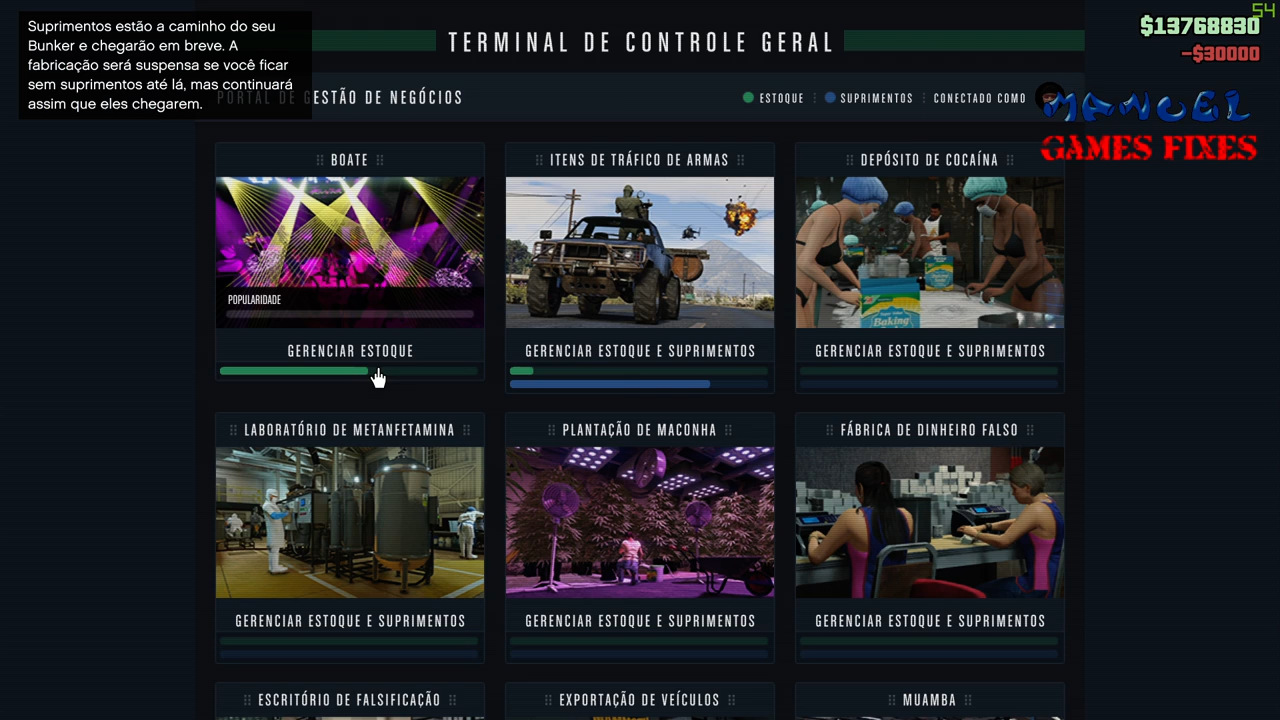 Suprimentos estão a caminho do seu
Bunker e chegarão em breve. A
fabricação será suspensa se você ficar
sem suprimentos até lá, mas continuará
assim que eles chegarem.
54
$13768830
-$30000
TERMINAL DE CONTROLE GERAL
PORTAL DE GESTÃO DE NEGÓCIOS
ESTOQUE
SUPRIMENTOS
CONECTADO COMO
MANUEL
GAMES FIXES
BOATE
ITENS DE TRÁFICO DE ARMAS
DEPÓSITO DE COCAÍNA
POPULARIDADE
Baking
GERENCIAR ESTOQUE
GERENCIAR ESTOQUE E SUPRIMENTOS
GERENCIAR ESTOQUE E SUPRIMENTOS
LABORATÓRIO DE METANFETAMINA
PLANTAÇÃO DE MACONHA
FÁBRICA DE DINHEIRO FALSO
GERENCIAR ESTOQUE E SUPRIMENTOS
GERENCIAR ESTOQUE E SUPRIMENTOS
GERENCIAR ESTOQUE E SUPRIMENTOS
ESCRITÓRIO DE FALSIFICAÇÃO
EXPORTAÇÃO DE VEÍCULOS
MUAMBA